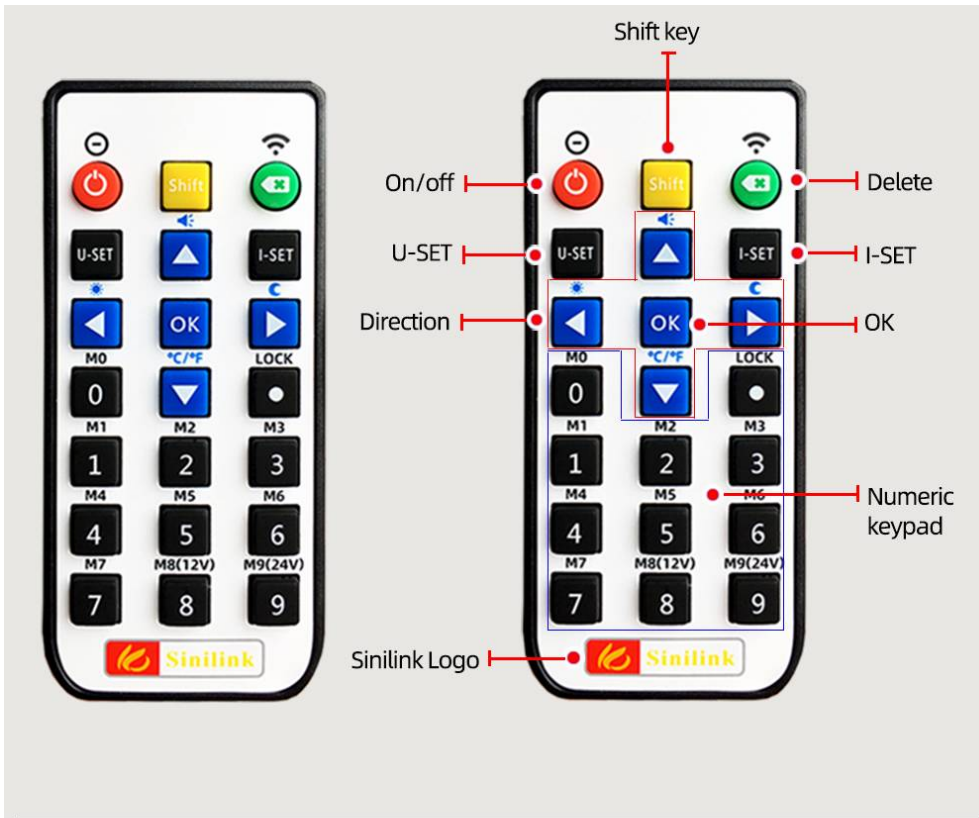 Shift
U-SET I-SET
OK
M0 °C/°F LOCK
0
M1 M2 M3
1 2 3
M4 M5 M6
4 5 6
M7 M8(12V) M9(24V)
7 8 9
Sinilink
Shift key
On/off
Shift
Delete
U-SET
U-SET I-SET
I-SET
Direction
OK
OK
M0 °C/°F LOCK
0
M1 M2 M3
1 2 3
M4 M5 M6
4 5 6
Numeric
keypad
M7 M8(12V) M9(24V)
7 8 9
Sinilink Logo
Sinilink